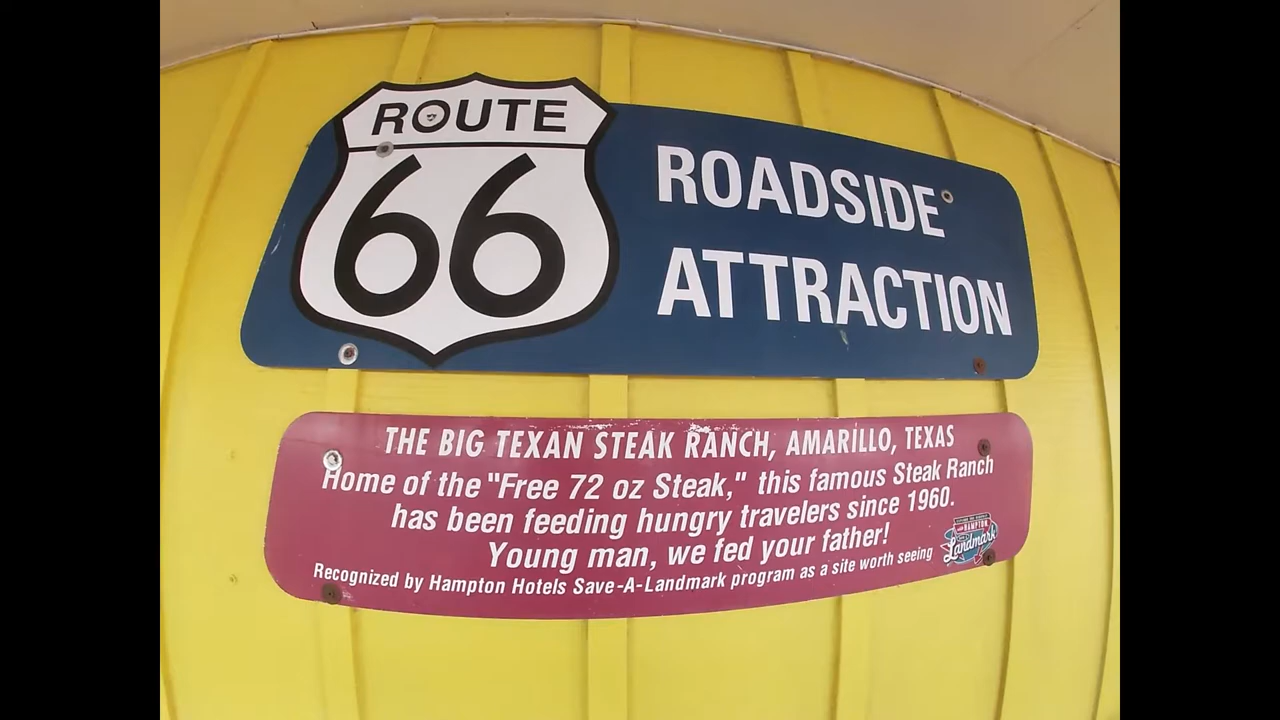 ROUTE
66
ROADSIDE
ATTRACTION
THE BIG TEXAN STEAK RANCH, AMARILLO, TEXAS
Home of the "Free 72 oz Steak," this famous Steak Ranch
has been feeding hungry travelers since 1960.
Young man, we fed your father!
Recognized by Hampton Hotels Save-A-Landmark program as a site worth seeing
HAMPTON
Landmark